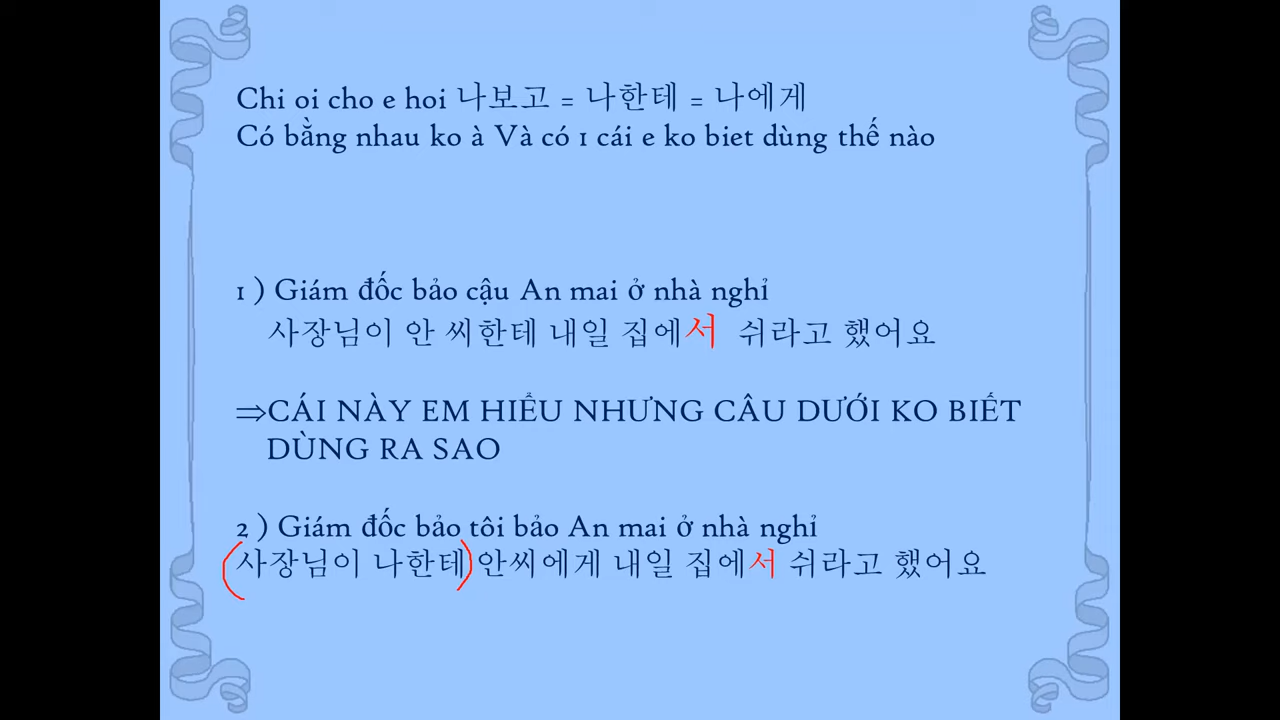 Chi oi cho e hoi 나보고 = 나한테 = 나에게
Có bằng nhau ko à Và có 1 cái e ko biet dùng thế nào
1 ) Giám đốc bảo cậu An mai ở nhà nghỉ
사장님이 안 씨한테 내일 집에서 쉬라고 했어요
⇒CÁI NÀY EM HIỂU NHƯNG CÂU DƯỚI KO BIẾT
DÙNG RA SAO
2 ) Giám đốc bảo tôi bảo An mai ở nhà nghỉ
(사장님이 나한테) 안씨에게 내일 집에서 쉬라고 했어요